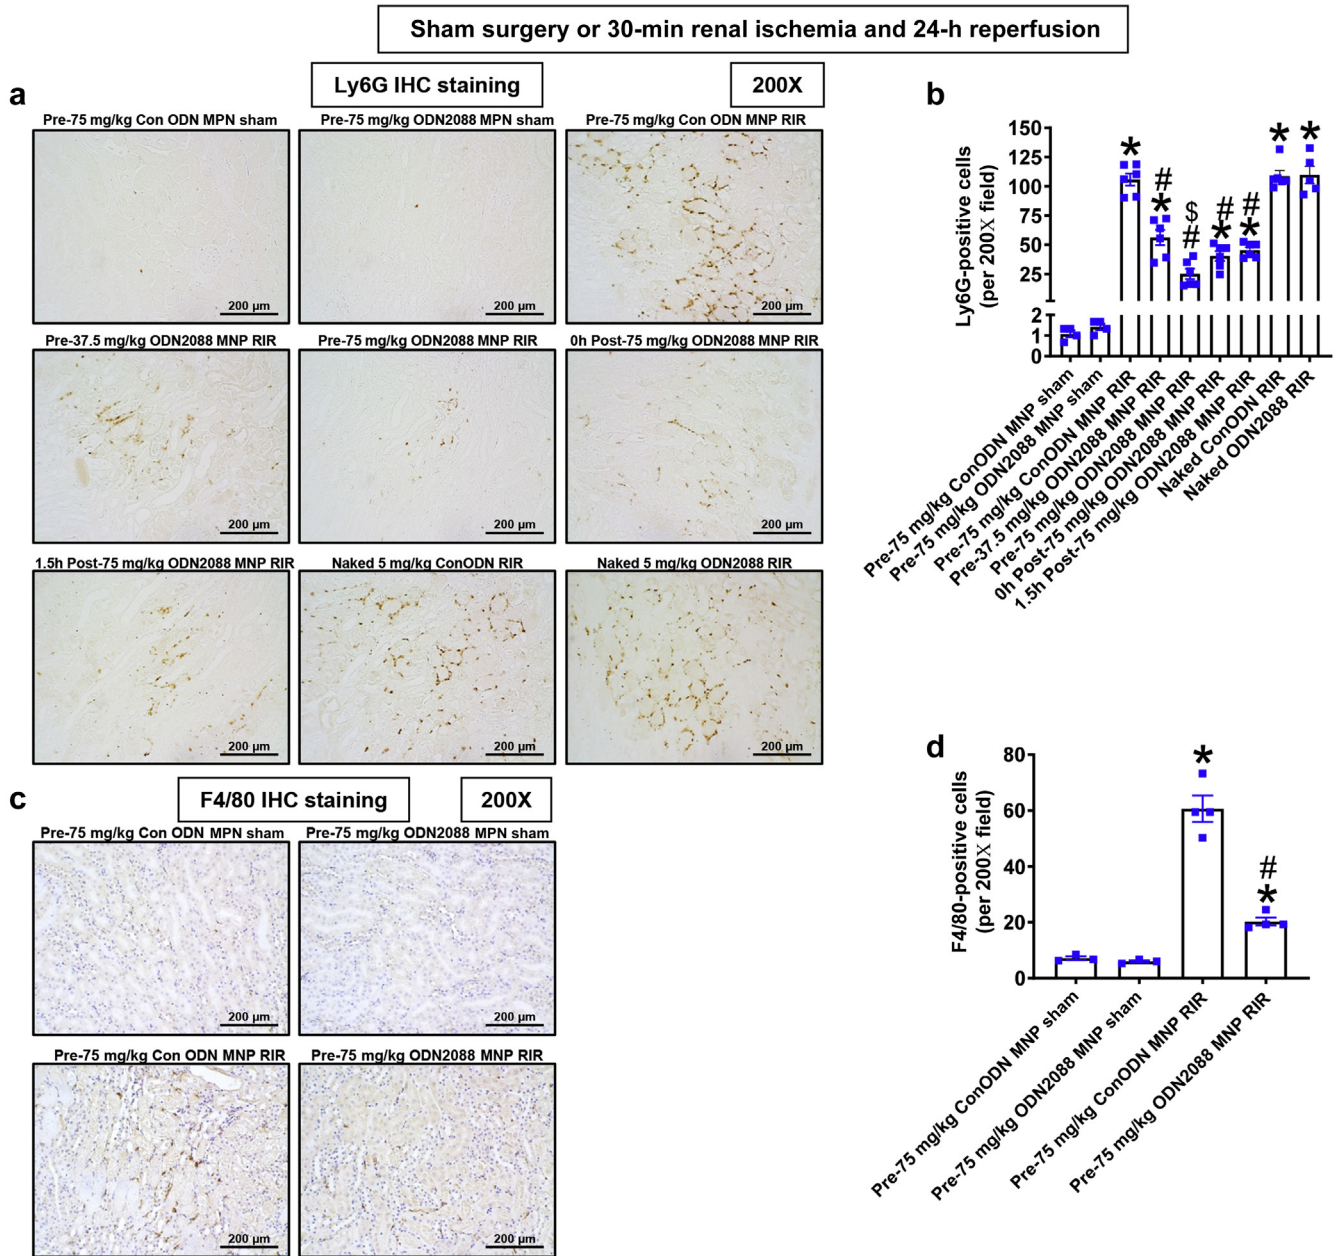 Sham surgery or 30-min renal ischemia and 24-h reperfusion
a
Ly6G IHC staining
200X
Pre-75 mg/kg Con ODN MPN sham
Pre-75 mg/kg ODN2088 MPN sham
Pre-75 mg/kg Con ODN MNP RIR
200 µm
200 µm
200 µm
Pre-37.5 mg/kg ODN2088 MNP RIR
Pre-75 mg/kg ODN2088 MNP RIR
0h Post-75 mg/kg ODN2088 MNP RIR
200 µm
200 µm
200 µm
1.5h Post-75 mg/kg ODN2088 MNP RIR
Naked 5 mg/kg ConODN RIR
Naked 5 mg/kg ODN2088 RIR
200 µm
200 µm
200 µm
b
Ly6G-positive cells
(per 200X field)
150
125
100
75
50
25
2
1
0
*
#
*
$
#
#
*
#
*
*
*
Pre-75 mg/kg ConODN MNP sham
Pre-75 mg/kg ODN2088 MNP sham
Pre-75 mg/kg ConODN MNP RIR
Pre-37.5 mg/kg ODN2088 MNP RIR
Pre-75 mg/kg ODN2088 MNP RIR
0h Post-75 mg/kg ODN2088 MNP RIR
1.5h Post-75 mg/kg ODN2088 MNP RIR
Naked ConODN RIR
Naked ODN2088 RIR
c
F4/80 IHC staining
200X
Pre-75 mg/kg Con ODN MPN sham
Pre-75 mg/kg ODN2088 MPN sham
200 µm
200 µm
Pre-75 mg/kg Con ODN MNP RIR
Pre-75 mg/kg ODN2088 MNP RIR
200 µm
200 µm
d
F4/80-positive cells
(per 200X field)
80
60
40
20
0
*
#
*
Pre-75 mg/kg ConODN MNP sham
Pre-75 mg/kg ODN2088 MNP sham
Pre-75 mg/kg ConODN MNP RIR
Pre-75 mg/kg ODN2088 MNP RIR